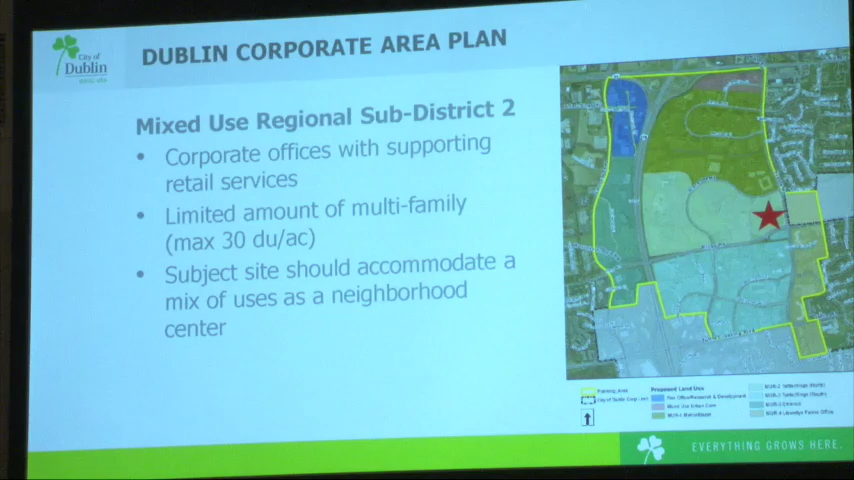 City of
Dublin
DUBLIN CORPORATE AREA PLAN
Mixed Use Regional Sub-District 2
• Corporate offices with supporting
retail services
• Limited amount of multi-family
(max 30 du/ac)
• Subject site should accommodate a
mix of uses as a neighborhood
center
Planning Area
Proposed Land Use
EVERYTHING GROWS HERE.